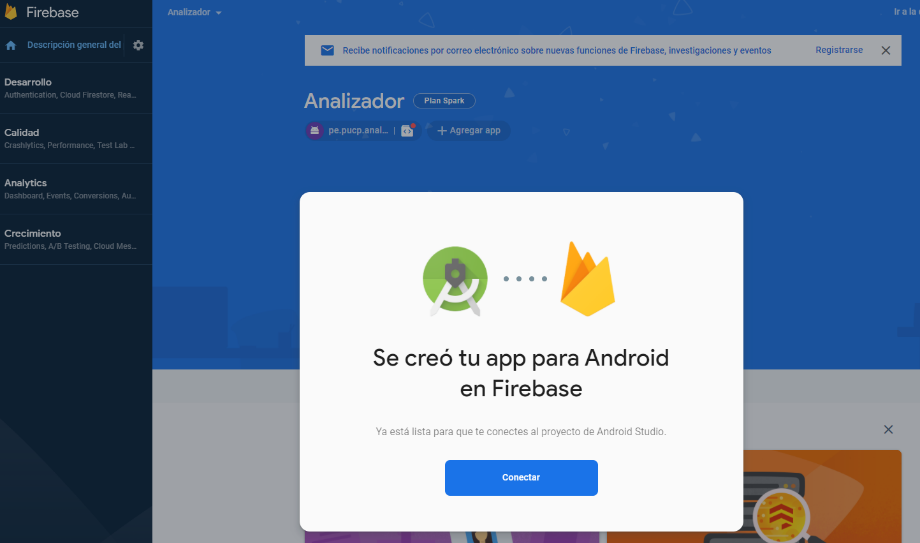 Firebase
Analizador
Ir a la
Descripción general del
Recibe notificaciones por correo electrónico sobre nuevas funciones de Firebase, investigaciones y eventos
Registrarse
Desarrollo
Authentication, Cloud Firestore, Rea...
Analizador
Plan Spark
Calidad
Crashlytics, Performance, Test Lab ...
pe.pucp.anal... |
+ Agregar app
Analytics
Dashboard, Events, Conversions, Au...
Crecimiento
Predictions, A/B Testing, Cloud Mes...
Se creó tu app para Android
en Firebase
Ya está lista para que te conectes al proyecto de Android Studio.
Conectar